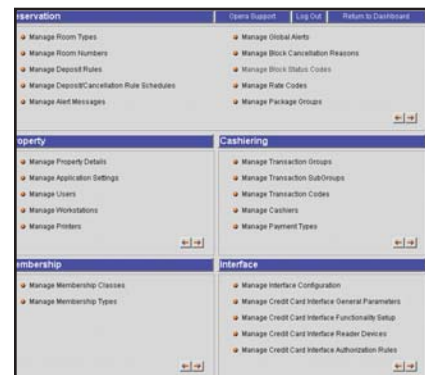 eservation
Opera Support Log Out Return to Dashboard
Manage Room Types
Manage Room Numbers
Manage Deposit Rules
Manage Deposit/Cancellation Rule Schedules
Manage Alert Messages
Manage Global Alerts
Manage Block Cancellation Reasons
Manage Block Status Codes
Manage Rate Codes
Manage Package Groups
roperty
Manage Property Details
Manage Application Settings
Manage Users
Manage Workstations
Manage Printers
Cashiering
Manage Transaction Groups
Manage Transaction SubGroups
Manage Transaction Codes
Manage Cashiers
Manage Payment Types
embership
Manage Membership Classes
Manage Membership Types
Interface
Manage Interface Configuration
Manage Credit Card Interface General Parameters
Manage Credit Card Interface Functionality Setup
Manage Credit Card Interface Reader Devices
Manage Credit Card Interface Authorization Rules